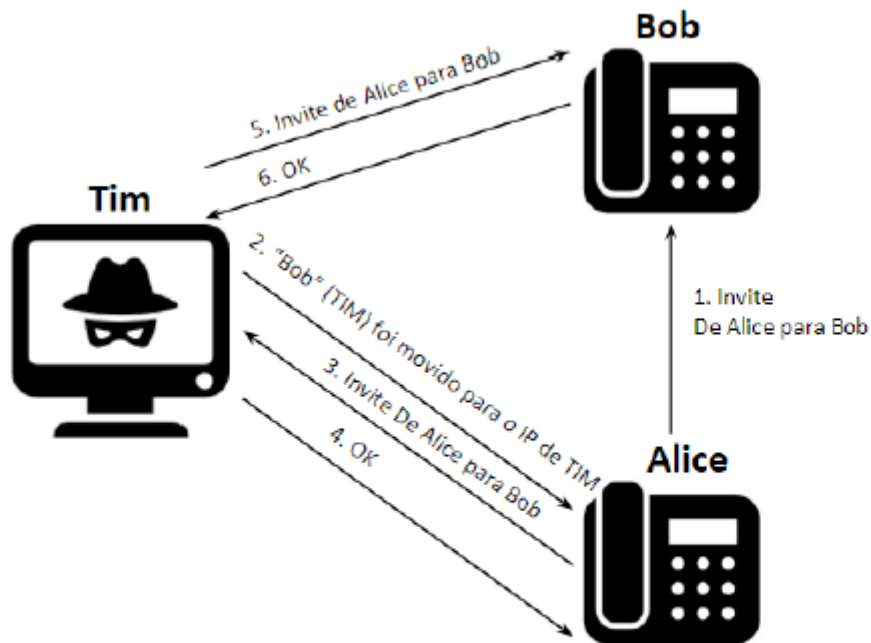 Bob
5. Invite de Alice para Bob
6. OK
Tim
2. "Bob" (TIM) foi movido para o IP de TIM
1. Invite
De Alice para Bob
3. Invite De Alice para Bob
4. OK
Alice